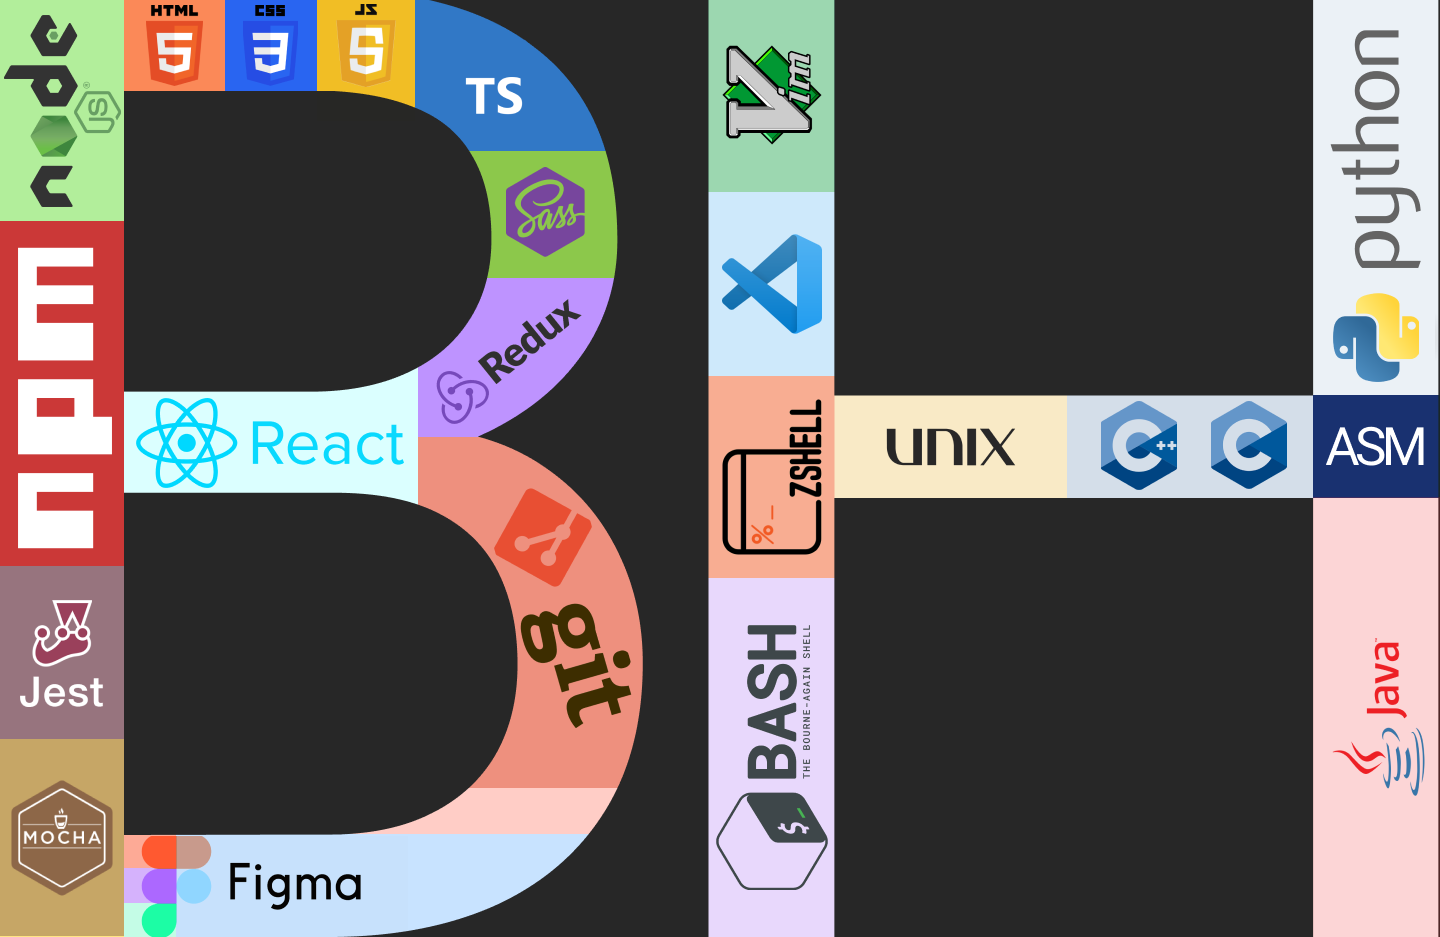 node
JS
®
npm
Jest
MOCHA
HTML
5
CSS
3
JS
5
TS
Sass
Redux
React
git
Figma
Vim
ZSHELL
%_
BASH
THE BOURNE-AGAIN SHELL
$_
UNIX
C++
C
python
ASM
Java™